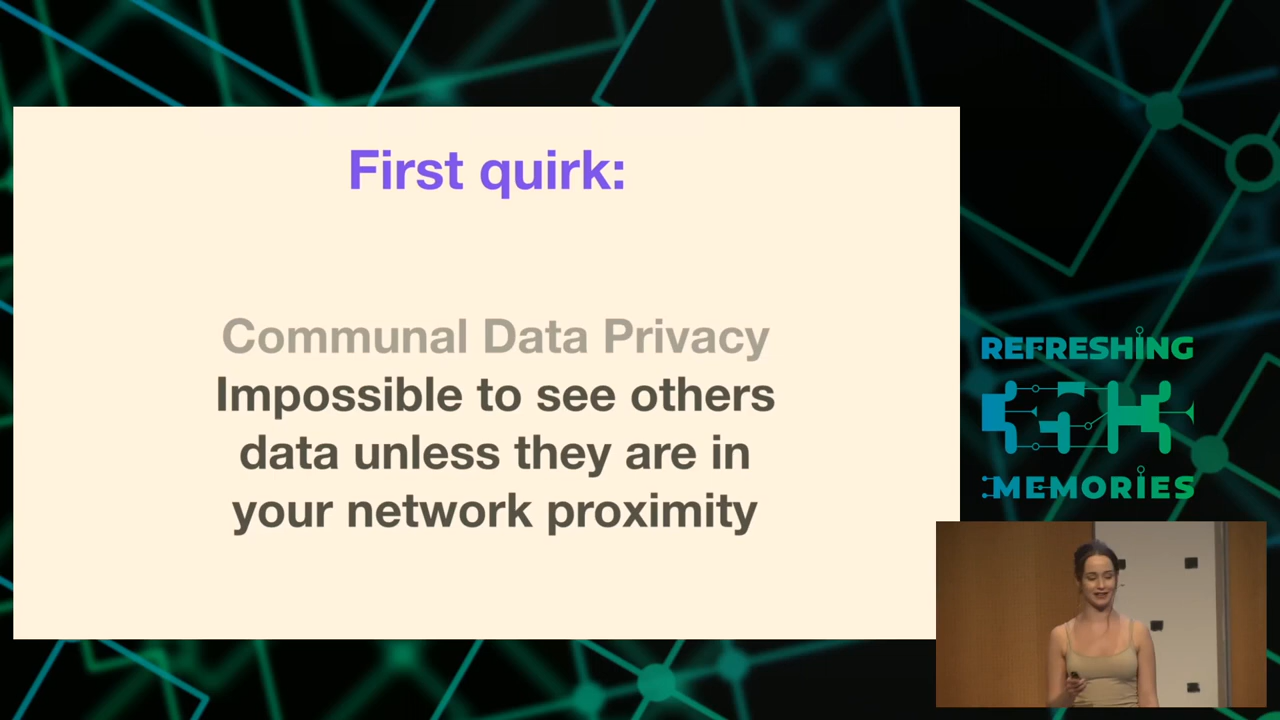 First quirk:
Communal Data Privacy
Impossible to see others
data unless they are in
your network proximity
REFRESHING
MEMORIES